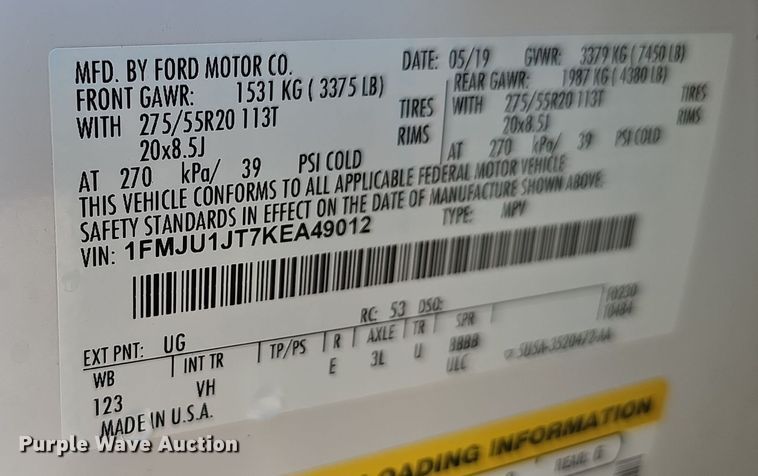 MFD. BY FORD MOTOR CO.
DATE: 05/19 GVWR: 3379 KG (7450 LB)
FRONT GAWR: 1531 KG ( 3375 LB)
REAR GAWR: 1987 KG (4380 LB)
WITH 275/55R20 113T TIRES
WITH 275/55R20 113T TIRES
20x8.5J RIMS
20x8.5J RIMS
AT 270 kPa/ 39 PSI COLD
AT 270 kPa/ 39 PSI COLD
THIS VEHICLE CONFORMS TO ALL APPLICABLE FEDERAL MOTOR VEHICLE
SAFETY STANDARDS IN EFFECT ON THE DATE OF MANUFACTURE SHOWN ABOVE.
VIN: 1FMJU1JT7KEA49012 TYPE: MPV
EXT PNT: UG RC: 53 DSO:
WB INT TR TP/PS R AXLE TR SPR
123 VH E 3L U
MADE IN U.S.A.
LOADING INFORMATION
Purple Wave Auction